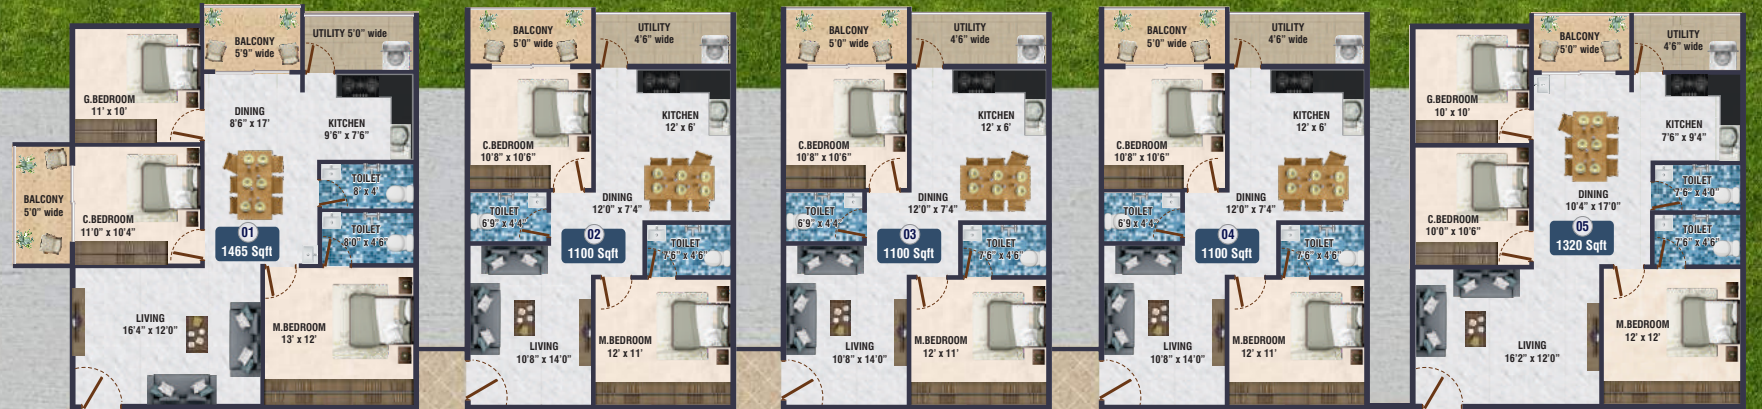 BALCONY
5'9" wide
UTILITY 5'0" wide
G.BEDROOM
11' x 10'
DINING
8'6" x 17'
KITCHEN
9'6" x 7'6"
TOILET
8' x 4'
BALCONY
5'0" wide
C.BEDROOM
11'0" x 10'4"
01
1465 Sqft
TOILET
8'0" x 4'6"
LIVING
16'4" x 12'0"
M.BEDROOM
13' x 12'
BALCONY
5'0" wide
UTILITY
4'6" wide
KITCHEN
12' x 6'
C.BEDROOM
10'8" x 10'6"
DINING
12'0" x 7'4"
TOILET
6'9" x 4'4"
02
1100 Sqft
TOILET
7'6" x 4'6"
LIVING
10'8" x 14'0"
M.BEDROOM
12' x 11'
BALCONY
5'0" wide
UTILITY
4'6" wide
KITCHEN
12' x 6'
C.BEDROOM
10'8" x 10'6"
DINING
12'0" x 7'4"
TOILET
6'9" x 4'4"
03
1100 Sqft
TOILET
7'6" x 4'6"
LIVING
10'8" x 14'0"
M.BEDROOM
12' x 11'
BALCONY
5'0" wide
UTILITY
4'6" wide
KITCHEN
12' x 6'
C.BEDROOM
10'8" x 10'6"
DINING
12'0" x 7'4"
TOILET
6'9 x 4'4"
04
1100 Sqft
TOILET
7'6" x 4'6"
LIVING
10'8" x 14'0"
M.BEDROOM
12' x 11'
BALCONY
5'0" wide
UTILITY
4'6" wide
G.BEDROOM
10' x 10'
KITCHEN
7'6" x 9'4"
TOILET
7'6" x 4'0"
DINING
10'4" x 17'0"
C.BEDROOM
10'0" x 10'6"
05
1320 Sqft
TOILET
7'6" x 4'6"
LIVING
16'2" x 12'0"
M.BEDROOM
12' x 12'